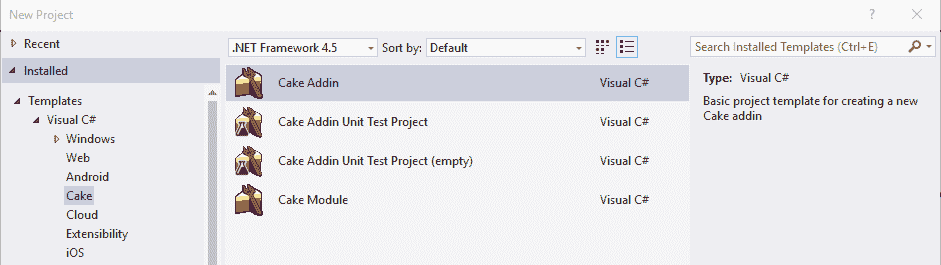 New Project
Recent
.NET Framework 4.5 Sort by: Default
Search Installed Templates (Ctrl+E)
Installed
Templates
Visual C#
Windows
Web
Android
Cake
Cloud
Extensibility
iOS
Cake Addin Visual C#
Cake Addin Unit Test Project Visual C#
Cake Addin Unit Test Project (empty) Visual C#
Cake Module Visual C#
Type: Visual C#
Basic project template for creating a new
Cake addin